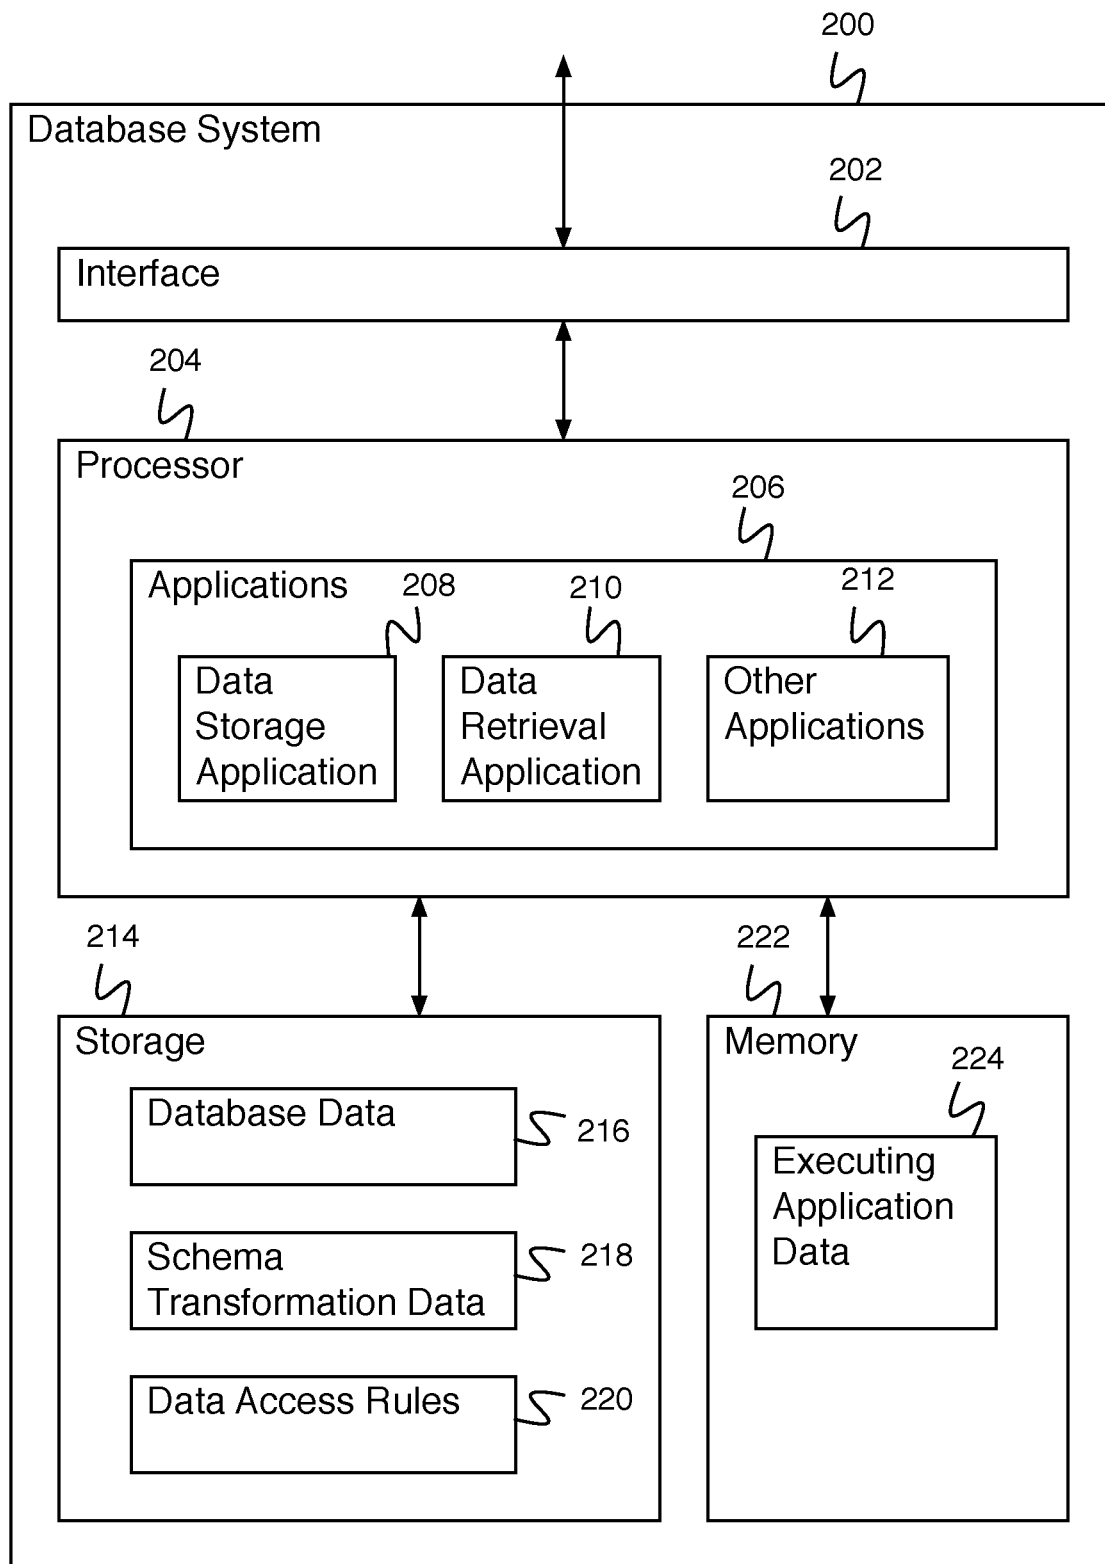 200
Database System
202
Interface
204
Processor
206
Applications
208
210
212
Data
Storage
Application
Data
Retrieval
Application
Other
Applications
214
222
Storage
Database Data
216
Schema
Transformation Data
218
Data Access Rules
220
Memory
224
Executing
Application
Data